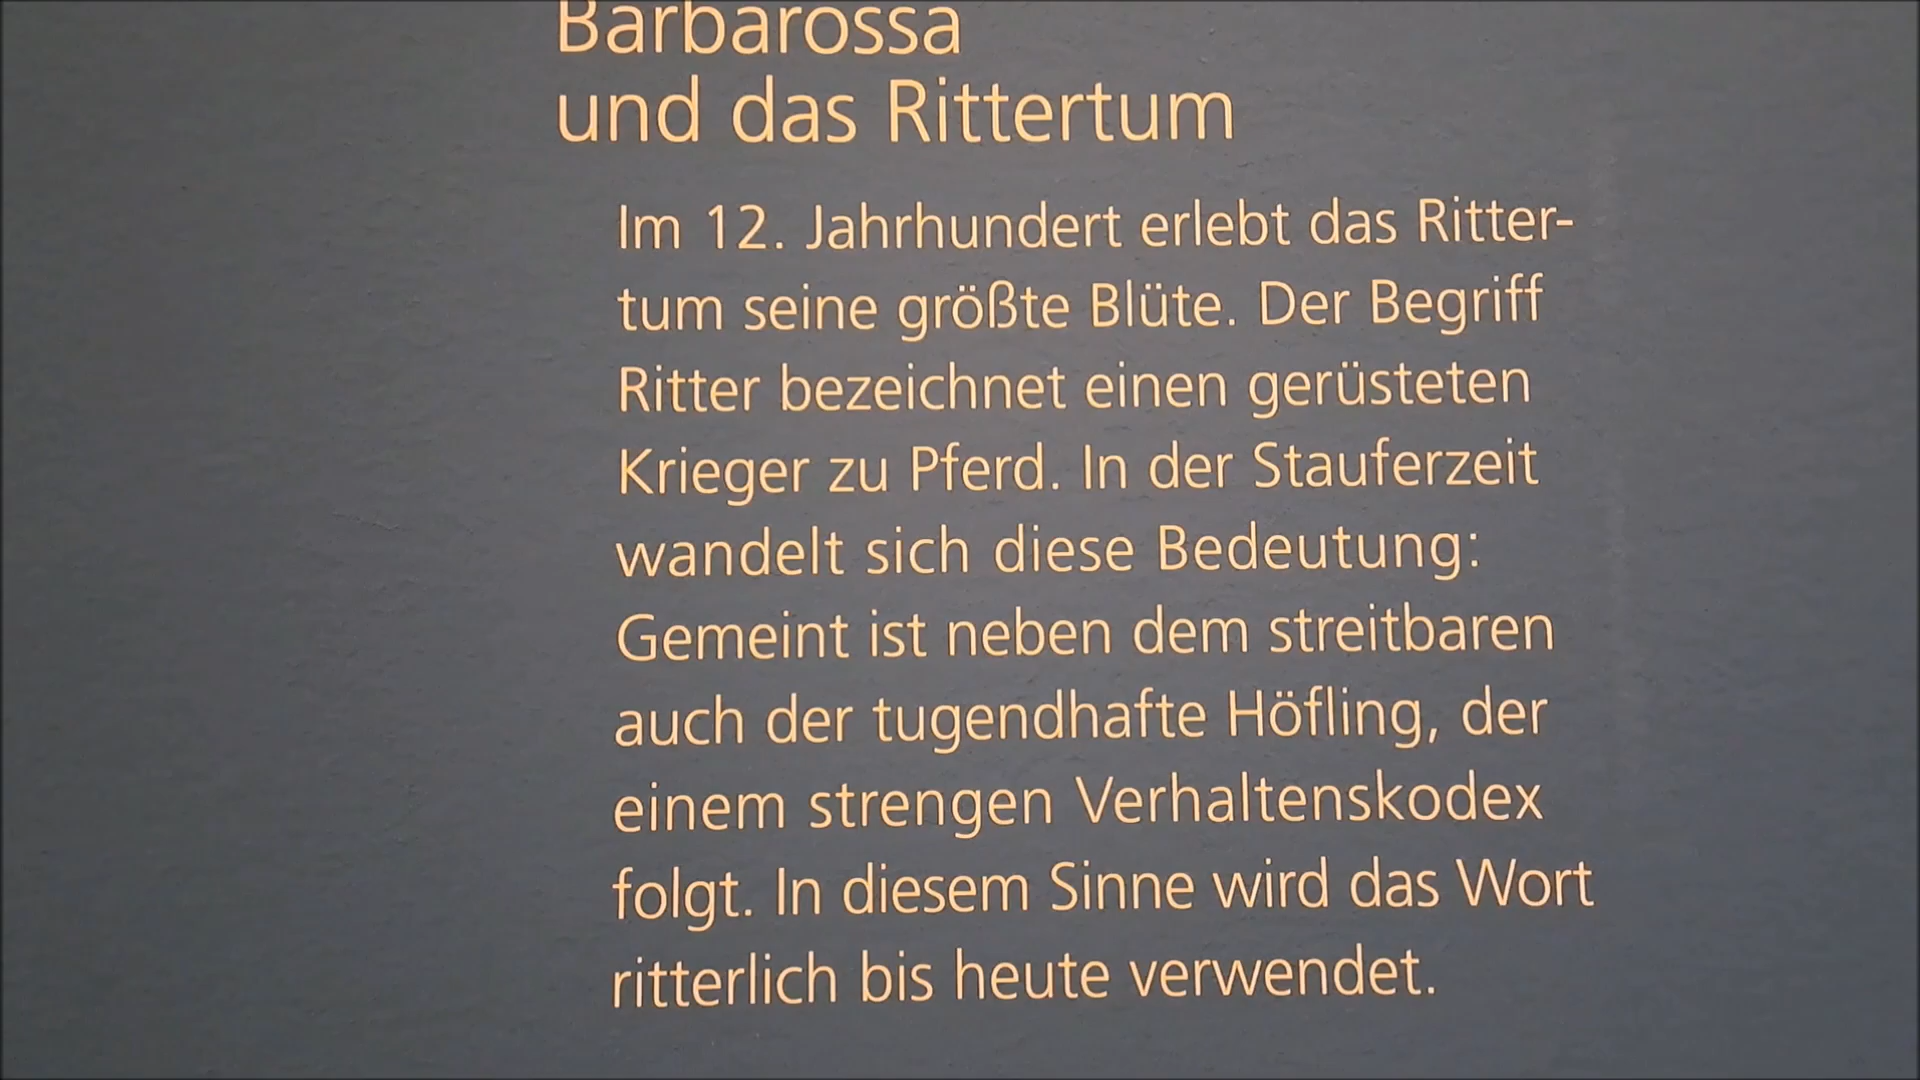 Barbarossa
und das Rittertum
Im 12. Jahrhundert erlebt das Ritter-
tum seine größte Blüte. Der Begriff
Ritter bezeichnet einen gerüsteten
Krieger zu Pferd. In der Stauferzeit
wandelt sich diese Bedeutung:
Gemeint ist neben dem streitbaren
auch der tugendhafte Höfling, der
einem strengen Verhaltenskodex
folgt. In diesem Sinne wird das Wort
ritterlich bis heute verwendet.